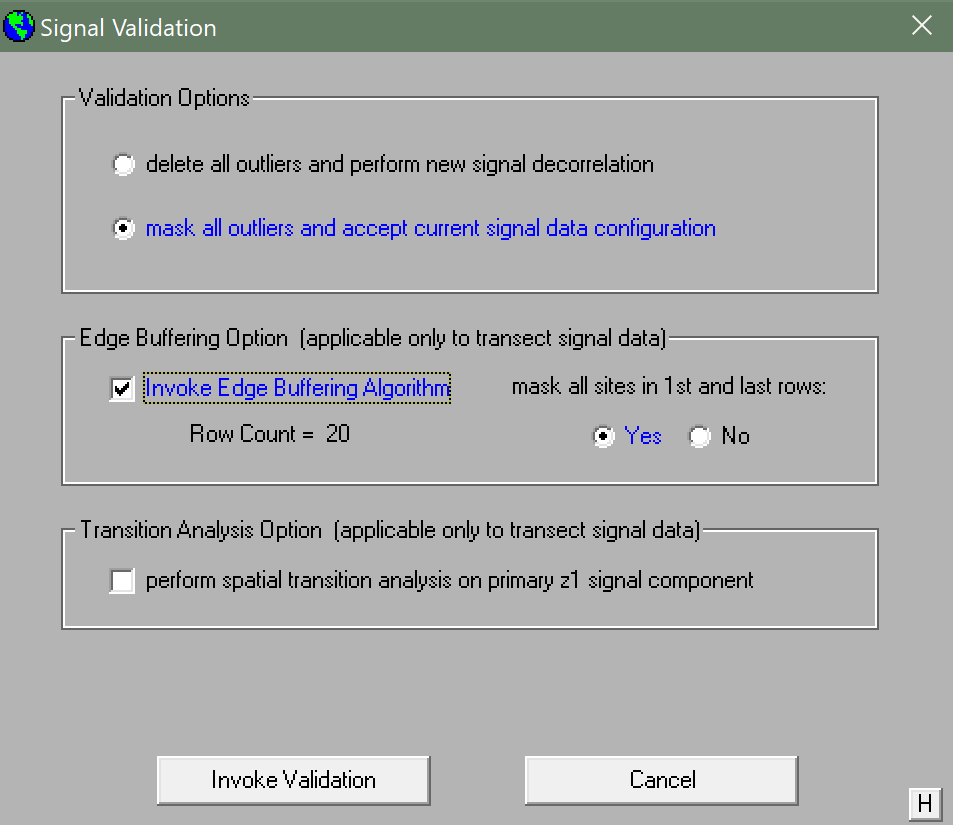 Signal Validation
Validation Options
delete all outliers and perform new signal decorrelation
mask all outliers and accept current signal data configuration
Edge Buffering Option (applicable only to transect signal data)
Invoke Edge Buffering Algorithm
mask all sites in 1st and last rows:
Row Count = 20
Yes
No
Transition Analysis Option (applicable only to transect signal data)
perform spatial transition analysis on primary z1 signal component
Invoke Validation
Cancel
H